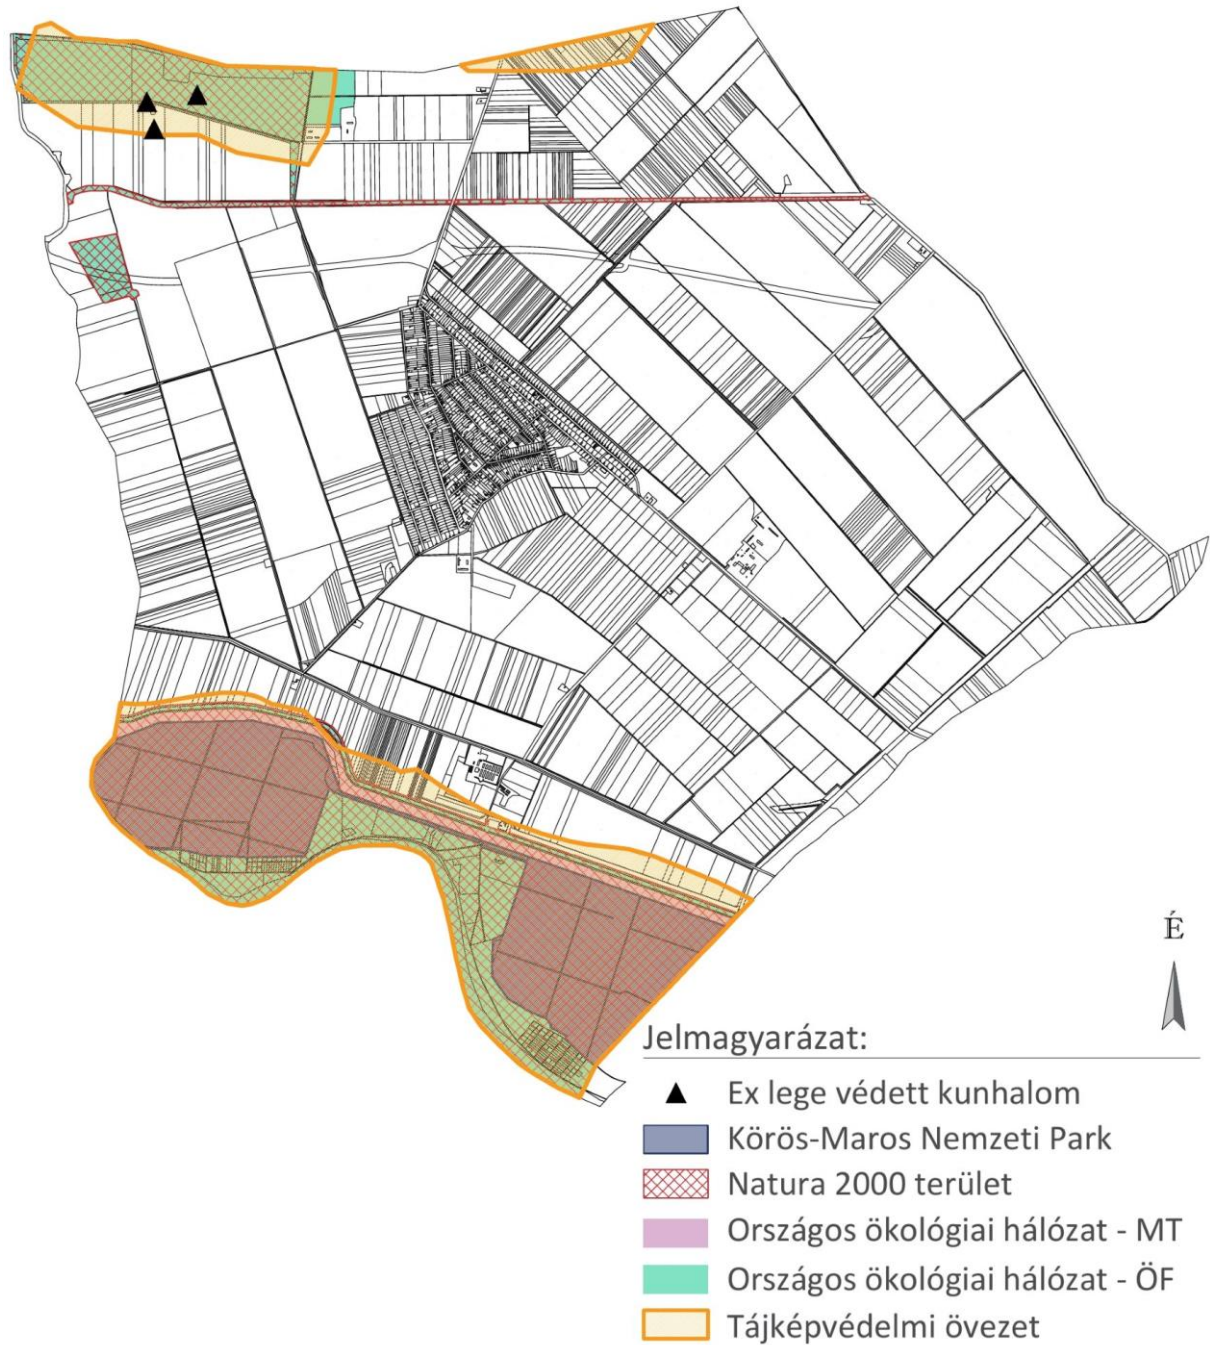 É
Jelmagyarázat:
Ex lege védett kunhalom
Körös-Maros Nemzeti Park
Natura 2000 terület
Országos ökológiai hálózat - MT
Országos ökológiai hálózat - ÖF
Tájképvédelmi övezet